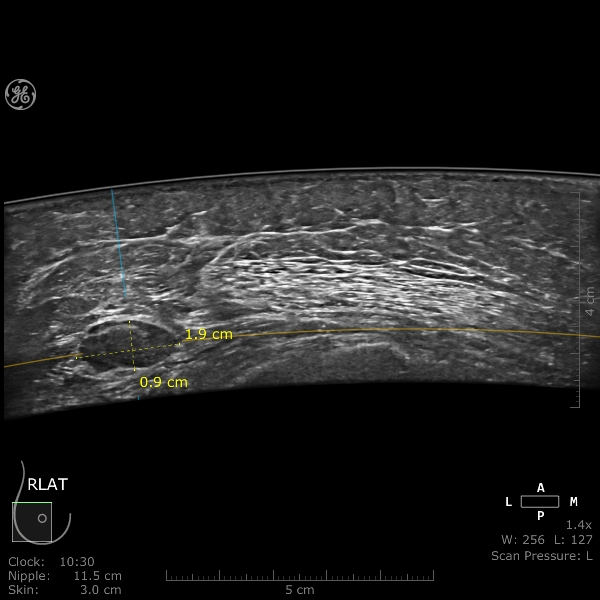 4 cm
1.9 cm
0.9 cm
RLAT
A
L M
P
1.4x
W: 256 L: 127
Scan Pressure: L
Clock: 10:30
Nipple: 11.5 cm
Skin: 3.0 cm
5 cm